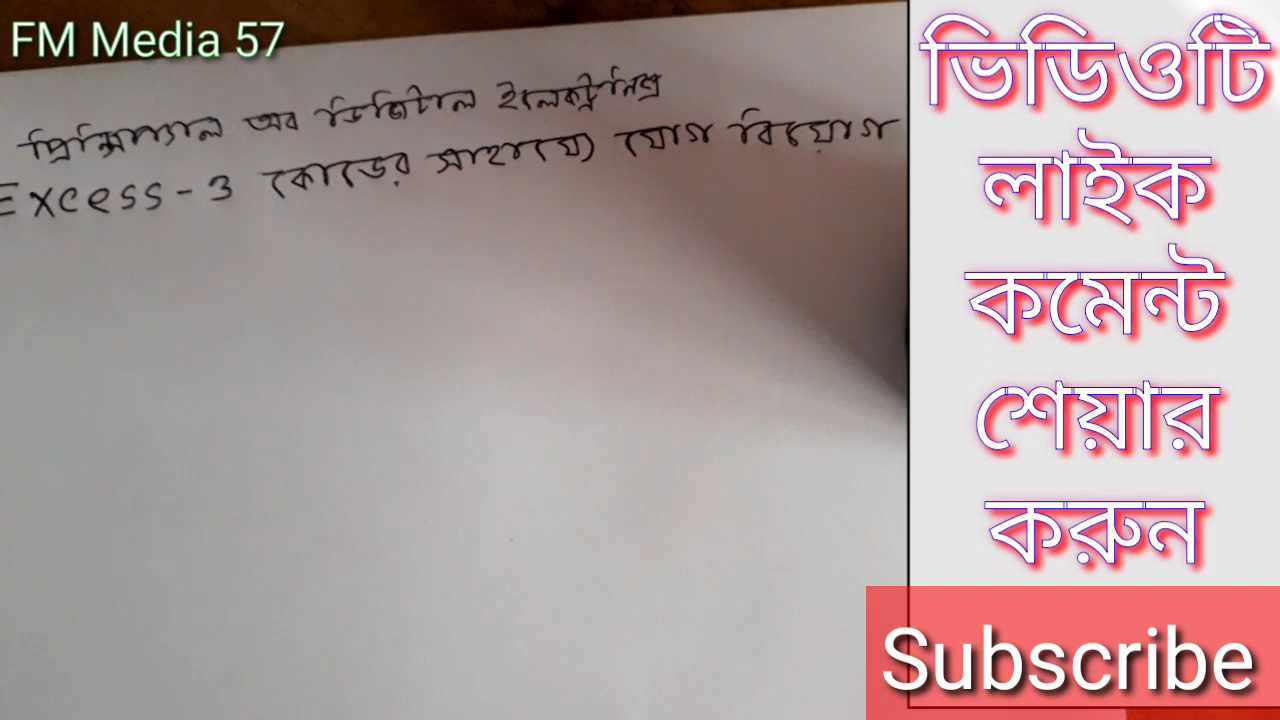 FM Media 57
প্রিন্সিপ্যাল অব ডিজিটাল ইলেকট্রনিক্স
Excess-3 কোডের সাহায্যে যোগ বিয়োগ
ভিডিওটি
লাইক
কমেন্ট
শেয়ার
করুন
Subscribe